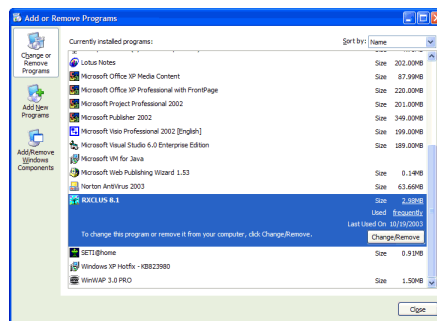 Add or Remove Programs
Change or Remove Programs
Add New Programs
Add/Remove Windows Components
Currently installed programs:
Sort by: Name
Lotus Notes Size 202.00MB
Microsoft Office XP Media Content Size 87.99MB
Microsoft Office XP Professional with FrontPage Size 220.00MB
Microsoft Project Professional 2002 Size 201.00MB
Microsoft Publisher 2002 Size 349.00MB
Microsoft Visio Professional 2002 [English] Size 199.00MB
Microsoft Visual Studio 6.0 Enterprise Edition Size 189.00MB
Microsoft VM for Java
Microsoft Web Publishing Wizard 1.53 Size 0.14MB
Norton AntiVirus 2003 Size 63.66MB
RXCLUS 8.1 Size 2.98MB
Used frequently
Last Used On 10/19/2003
To change this program or remove it from your computer, click Change/Remove.
Change/Remove
SETI@home Size 0.91MB
Windows XP Hotfix - KB823980
WinWAP 3.0 PRO Size 1.50MB
Close